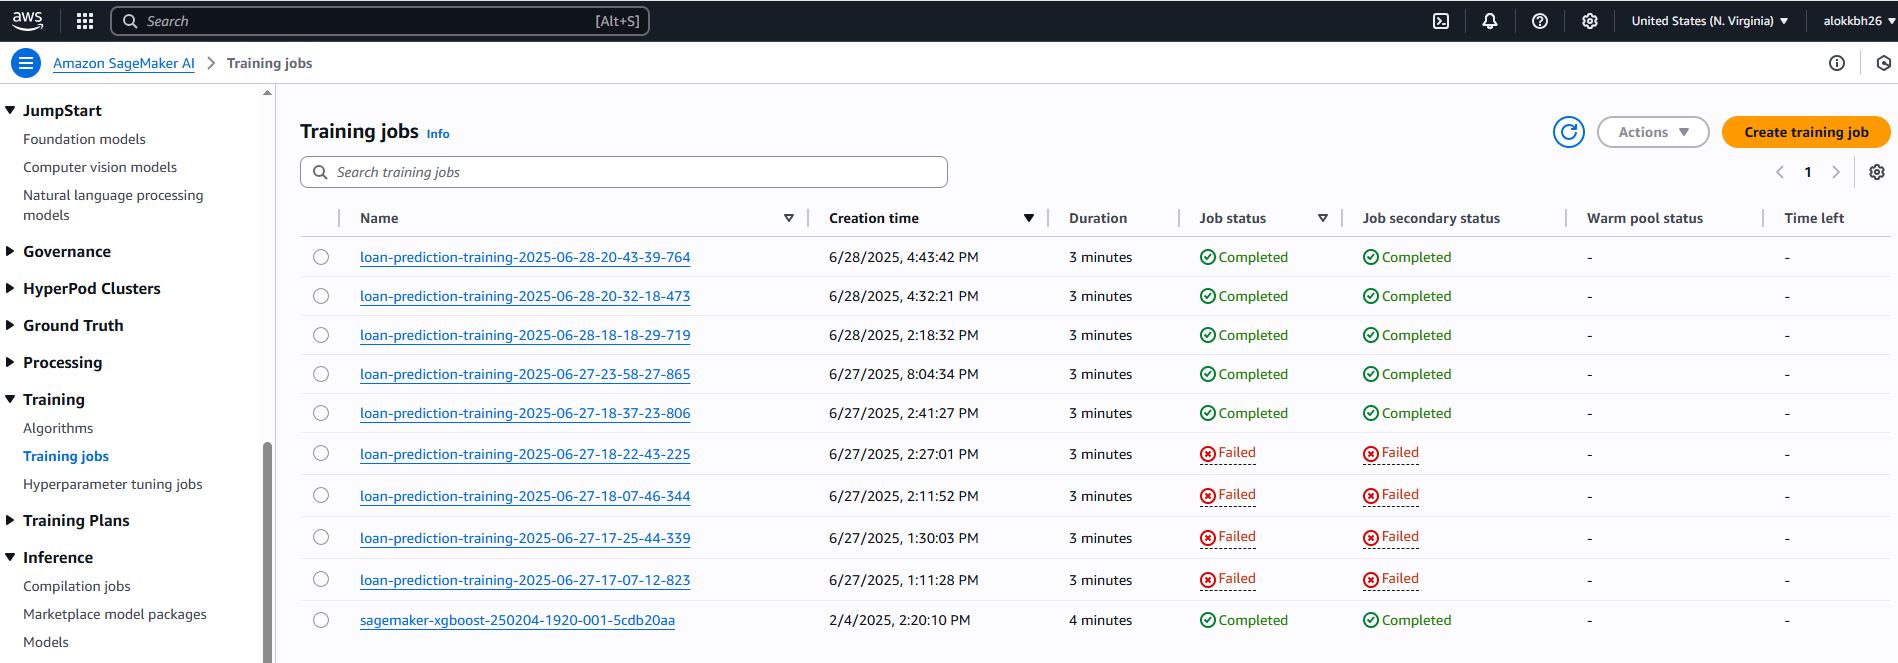 aws Search [Alt+S] United States (N. Virginia) alokkbh26
Amazon SageMaker AI > Training jobs
JumpStart
Foundation models
Computer vision models
Natural language processing
models
Governance
HyperPod Clusters
Ground Truth
Processing
Training
Algorithms
Training jobs
Hyperparameter tuning jobs
Training Plans
Inference
Compilation jobs
Marketplace model packages
Models
Training jobs Info
Actions Create training job
Search training jobs
1
Name Creation time Duration Job status Job secondary status Warm pool status Time left
loan-prediction-training-2025-06-28-20-43-39-764 6/28/2025, 4:43:42 PM 3 minutes Completed Completed - -
loan-prediction-training-2025-06-28-20-32-18-473 6/28/2025, 4:32:21 PM 3 minutes Completed Completed - -
loan-prediction-training-2025-06-28-18-18-29-719 6/28/2025, 2:18:32 PM 3 minutes Completed Completed - -
loan-prediction-training-2025-06-27-23-58-27-865 6/27/2025, 8:04:34 PM 3 minutes Completed Completed - -
loan-prediction-training-2025-06-27-18-37-23-806 6/27/2025, 2:41:27 PM 3 minutes Completed Completed - -
loan-prediction-training-2025-06-27-18-22-43-225 6/27/2025, 2:27:01 PM 3 minutes Failed Failed - -
loan-prediction-training-2025-06-27-18-07-46-344 6/27/2025, 2:11:52 PM 3 minutes Failed Failed - -
loan-prediction-training-2025-06-27-17-25-44-339 6/27/2025, 1:30:03 PM 3 minutes Failed Failed - -
loan-prediction-training-2025-06-27-17-07-12-823 6/27/2025, 1:11:28 PM 3 minutes Failed Failed - -
sagemaker-xgboost-250204-1920-001-5cdb20aa 2/4/2025, 2:20:10 PM 4 minutes Completed Completed - -